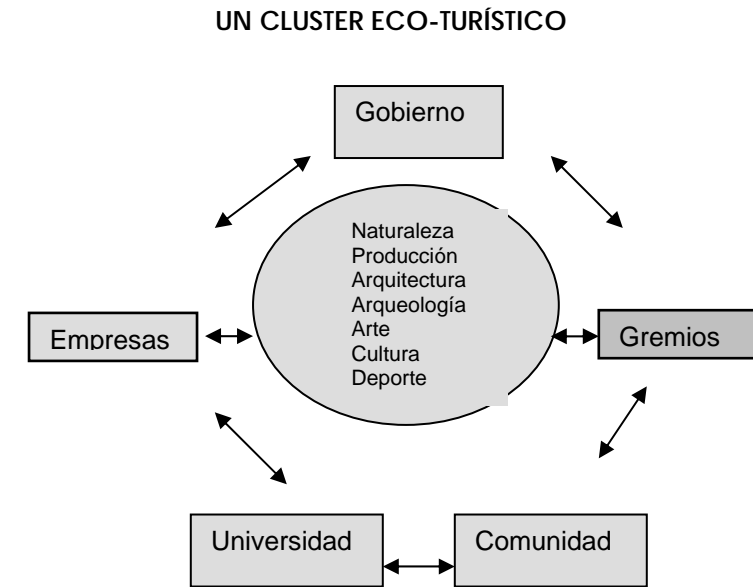 UN CLUSTER ECO-TURÍSTICO
Gobierno
Naturaleza
Producción
Arquitectura
Arqueología
Arte
Cultura
Deporte
Empresas
Gremios
Universidad
Comunidad